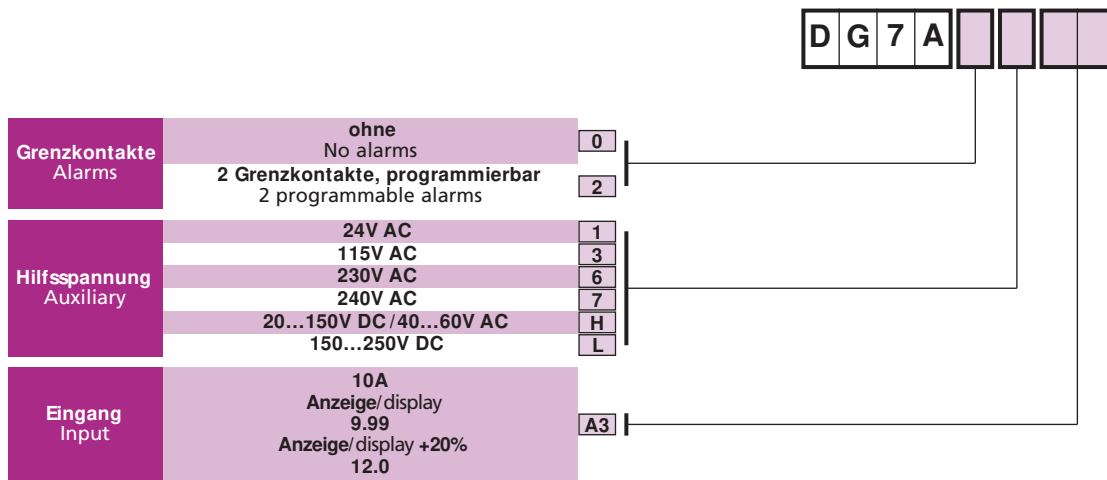 D G 7 A
Grenzkontakte
Alarms
ohne
No alarms
0
2 Grenzkontakte, programmierbar
2 programmable alarms
2
Hilfsspannung
Auxiliary
24V AC
1
115V AC
3
230V AC
6
240V AC
7
20...150V DC/40...60V AC
H
150...250V DC
L
Eingang
Input
10A
Anzeige/display
9.99
Anzeige/display +20%
12.0
A3